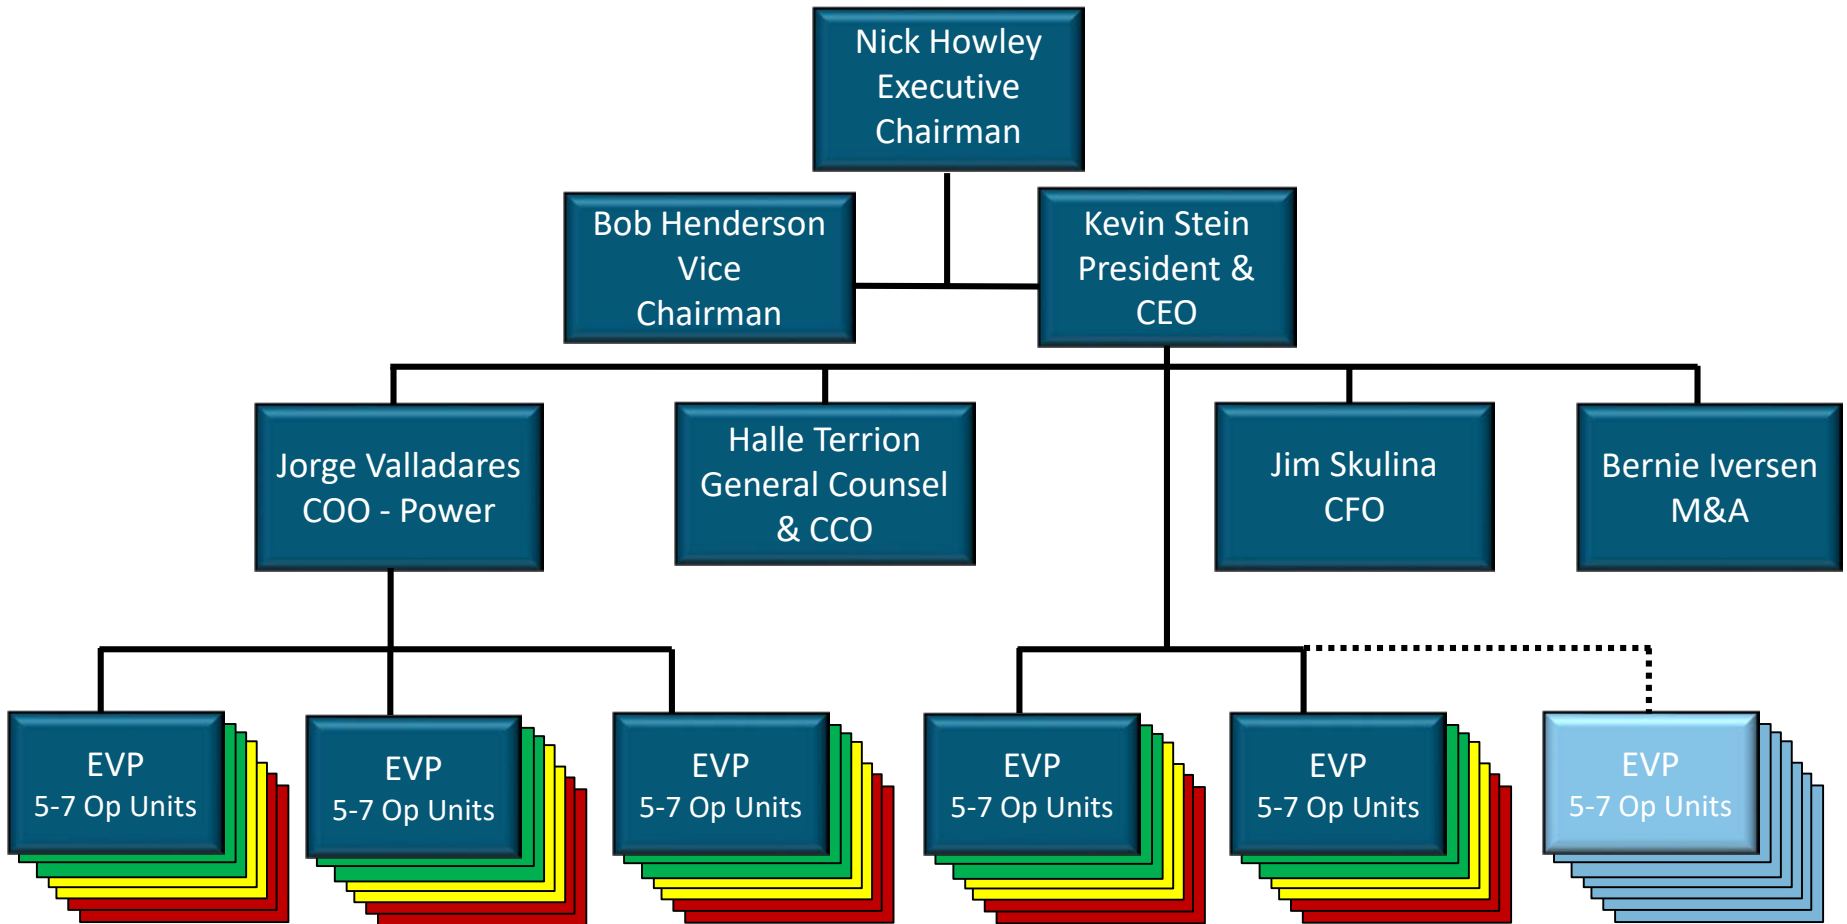 Nick Howley
Executive
Chairman
Bob Henderson
Vice
Chairman
Kevin Stein
President &
CEO
Jorge Valladares
COO - Power
Halle Terrion
General Counsel
& CCO
Jim Skulina
CFO
Bernie Iversen
M&A
EVP
5-7 Op Units
EVP
5-7 Op Units
EVP
5-7 Op Units
EVP
5-7 Op Units
EVP
5-7 Op Units
EVP
5-7 Op Units